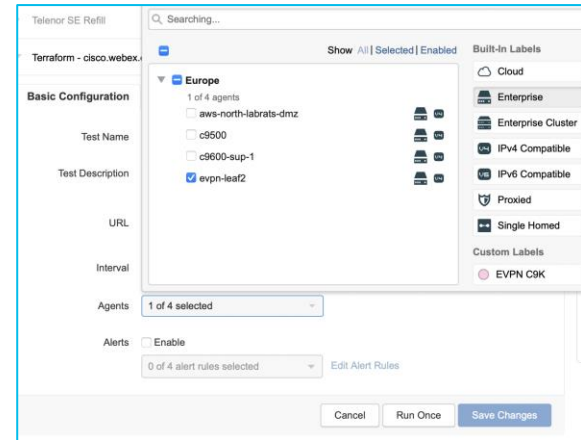 Telenor SE Refill
Searching...
Terraform - cisco.webex.
Show All | Selected | Enabled
Built-In Labels
Basic Configuration
Europe
1 of 4 agents
Cloud
aws-north-labrats-dmz
Enterprise
Test Name
c9500
Enterprise Cluster
c9600-sup-1
IPv4 Compatible
Test Description
evpn-leaf2
IPv6 Compatible
Proxied
URL
Single Homed
Custom Labels
Interval
EVPN C9K
Agents
1 of 4 selected
Alerts
Enable
0 of 4 alert rules selected
Edit Alert Rules
Cancel
Run Once
Save Changes